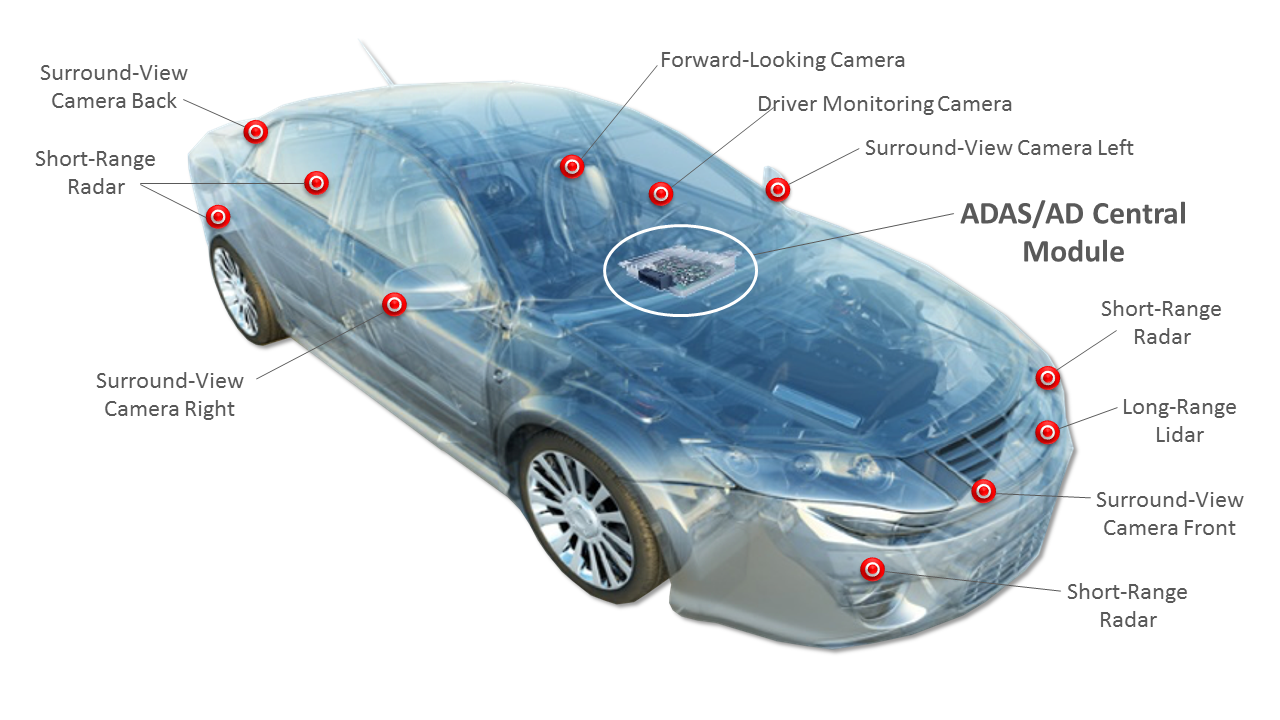 Forward-Looking Camera
Surround-View
Camera Back
Driver Monitoring Camera
Surround-View Camera Left
Short-Range
Radar
ADAS/AD Central
Module
Short-Range
Radar
Surround-View
Camera Right
Long-Range
Lidar
Surround-View
Camera Front
Short-Range
Radar